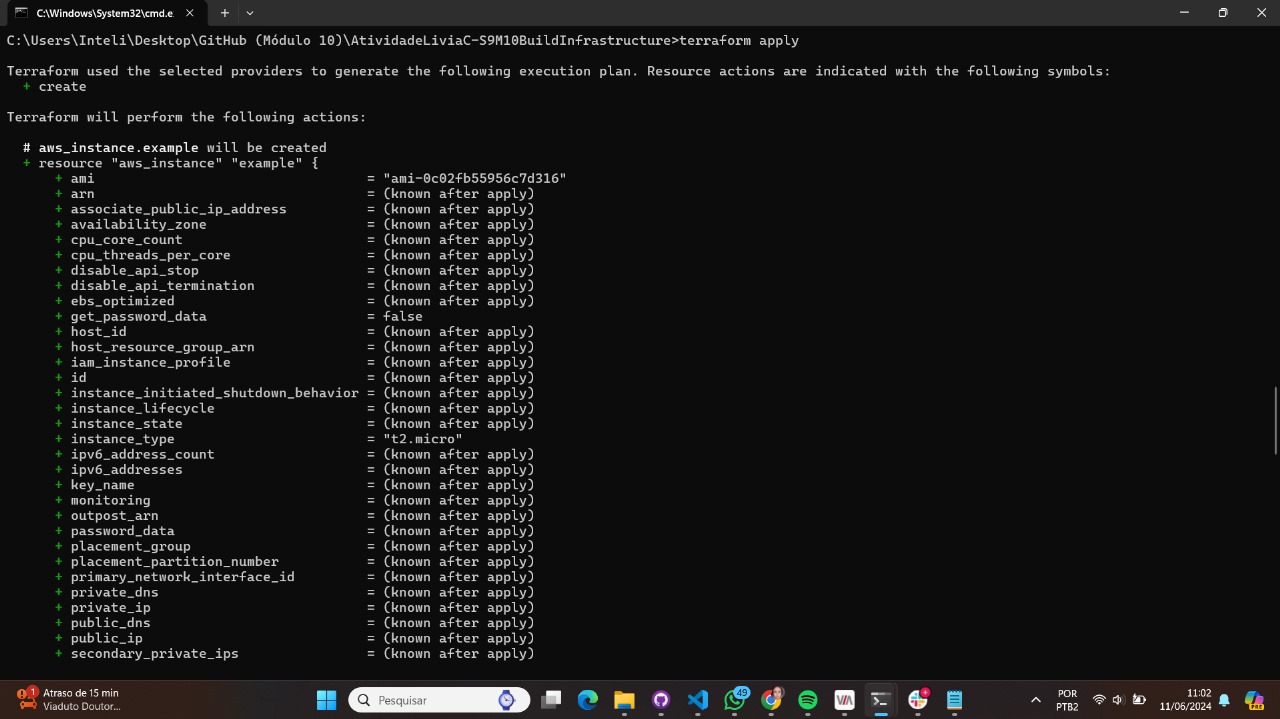 C:\Windows\System32\cmd.e
C:\Users\Inteli\Desktop\GitHub (Módulo 10)\AtividadeLiviaC-S9M10BuildInfrastructure>terraform apply
Terraform used the selected providers to generate the following execution plan. Resource actions are indicated with the following symbols:
  + create
Terraform will perform the following actions:
  # aws_instance.example will be created
  + resource "aws_instance" "example" {
      + ami                                  = "ami-0c02fb55956c7d316"
      + arn                                  = (known after apply)
      + associate_public_ip_address          = (known after apply)
      + availability_zone                    = (known after apply)
      + cpu_core_count                       = (known after apply)
      + cpu_threads_per_core                 = (known after apply)
      + disable_api_stop                     = (known after apply)
      + disable_api_termination              = (known after apply)
      + ebs_optimized                        = (known after apply)
      + get_password_data                    = false
      + host_id                              = (known after apply)
      + host_resource_group_arn              = (known after apply)
      + iam_instance_profile                 = (known after apply)
      + id                                   = (known after apply)
      + instance_initiated_shutdown_behavior = (known after apply)
      + instance_lifecycle                   = (known after apply)
      + instance_state                       = (known after apply)
      + instance_type                        = "t2.micro"
      + ipv6_address_count                   = (known after apply)
      + ipv6_addresses                       = (known after apply)
      + key_name                             = (known after apply)
      + monitoring                           = (known after apply)
      + outpost_arn                          = (known after apply)
      + password_data                        = (known after apply)
      + placement_group                      = (known after apply)
      + placement_partition_number           = (known after apply)
      + primary_network_interface_id         = (known after apply)
      + private_dns                          = (known after apply)
      + private_ip                           = (known after apply)
      + public_dns                           = (known after apply)
      + public_ip                            = (known after apply)
      + secondary_private_ips                = (known after apply)
1
Atraso de 15 min
Viaduto Doutor...
Pesquisar
49
VIA
POR
PTB2
11:02
11/06/2024
PRE